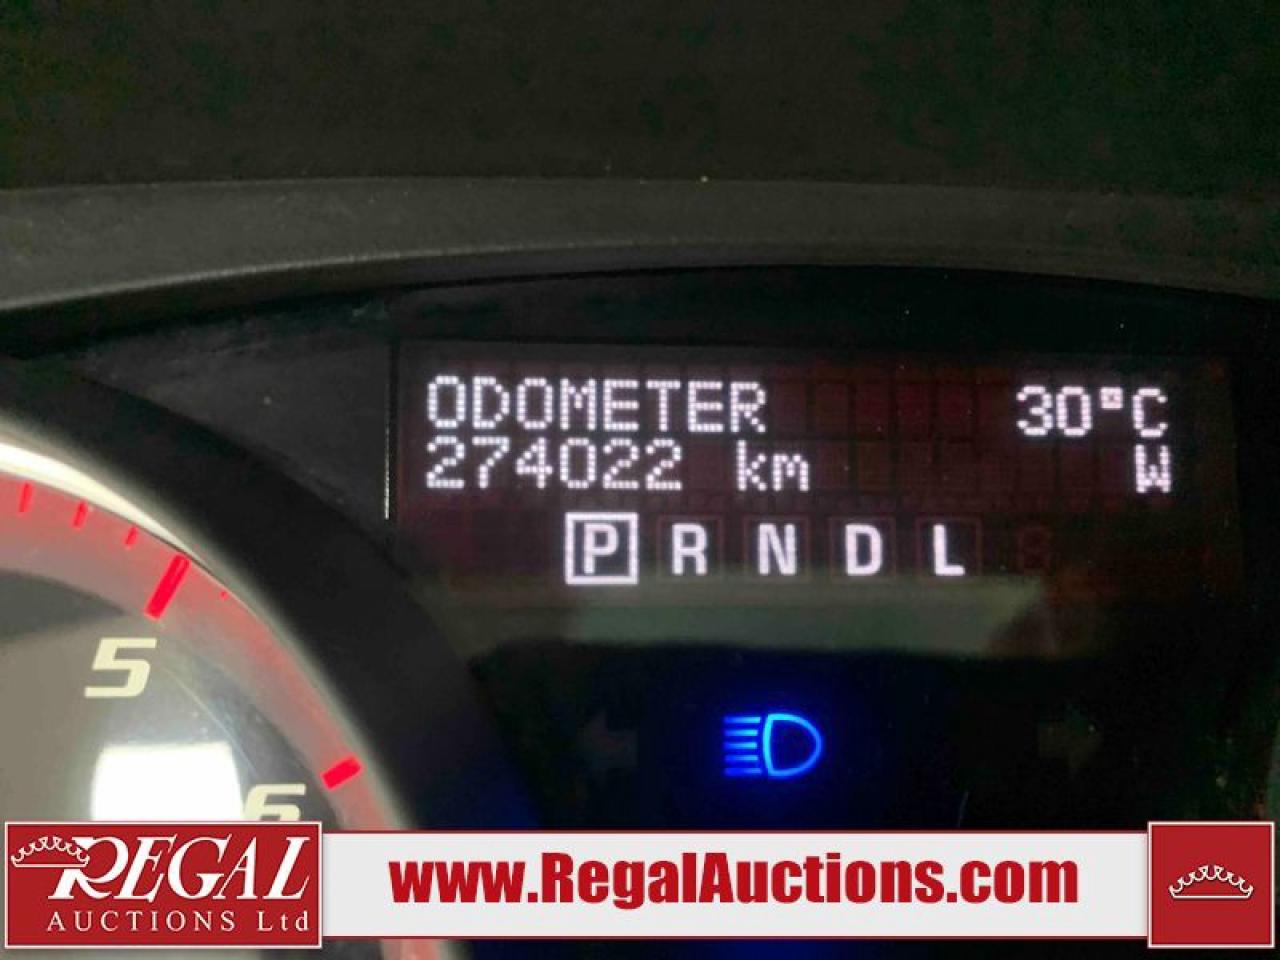 ODOMETER 30°C
274022 km W
P R N D L
5
6
REGAL
AUCTIONS Ltd
www.RegalAuctions.com